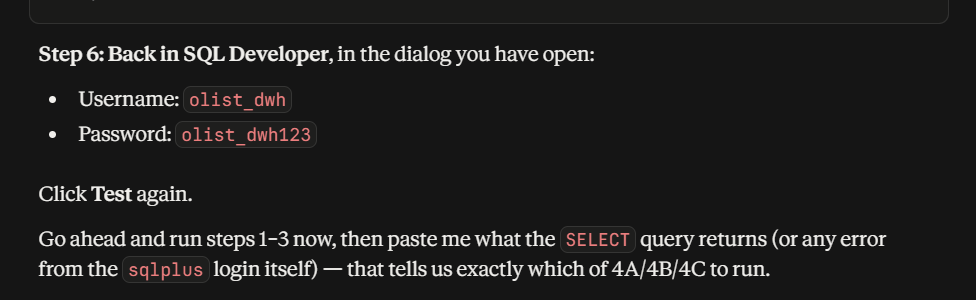 Step 6: Back in SQL Developer, in the dialog you have open:
• Username: olist_dwh
• Password: olist_dwh123
Click Test again.
Go ahead and run steps 1–3 now, then paste me what the SELECT query returns (or any error
from the sqlplus login itself) — that tells us exactly which of 4A/4B/4C to run.